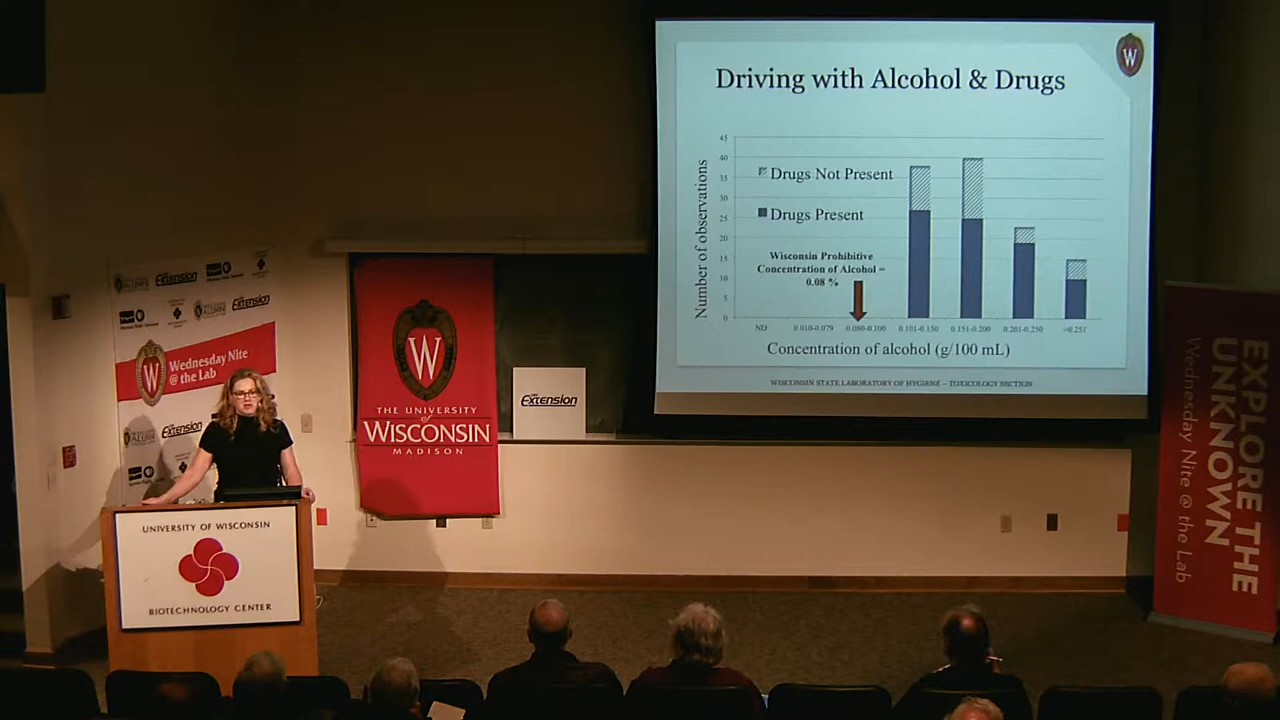 Driving with Alcohol & Drugs
W
Number of observations
45
40
35
30
25
20
15
10
5
0
Drugs Not Present
Drugs Present
Wisconsin Prohibitive
Concentration of Alcohol =
0.08 %
ND
0.010-0.079
0.080-0.100
0.101-0.150
0.151-0.200
0.201-0.250
>0.251
Concentration of alcohol (g/100 mL)
WISCONSIN STATE LABORATORY OF HYGIENE – TOXICOLOGY SECTION
Extension
PBS
Extension
PBS
W
Wednesday Nite
@ the Lab
Extension
PBS
W
THE UNIVERSITY
of
WISCONSIN
MADISON
Extension
UNIVERSITY OF WISCONSIN
BIOTECHNOLOGY CENTER
EXPLORE THE
UNKNOWN
Wednesday Nite @ the Lab